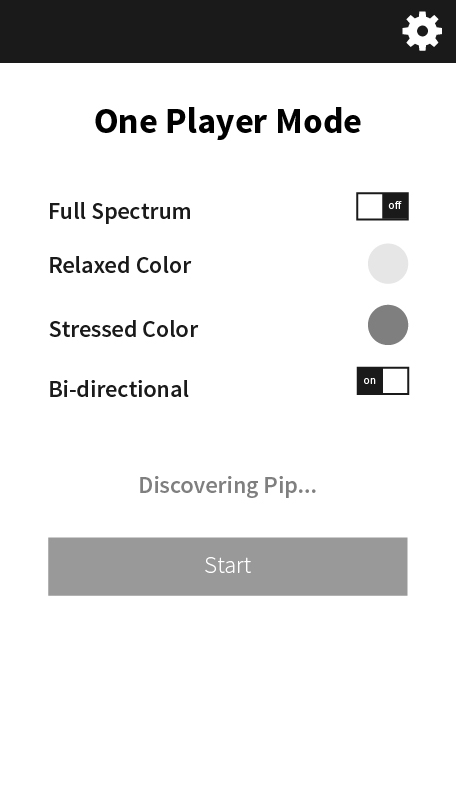 One Player Mode
Full Spectrum
off
Relaxed Color
Stressed Color
Bi-directional
on
Discovering Pip...
Start